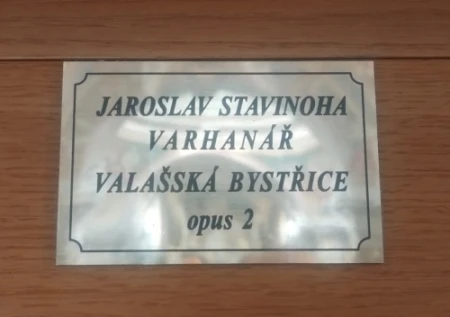 JAROSLAV STAVINOHA
VARHANÁŘ
VALAŠSKÁ BYSTŘICE
opus 2